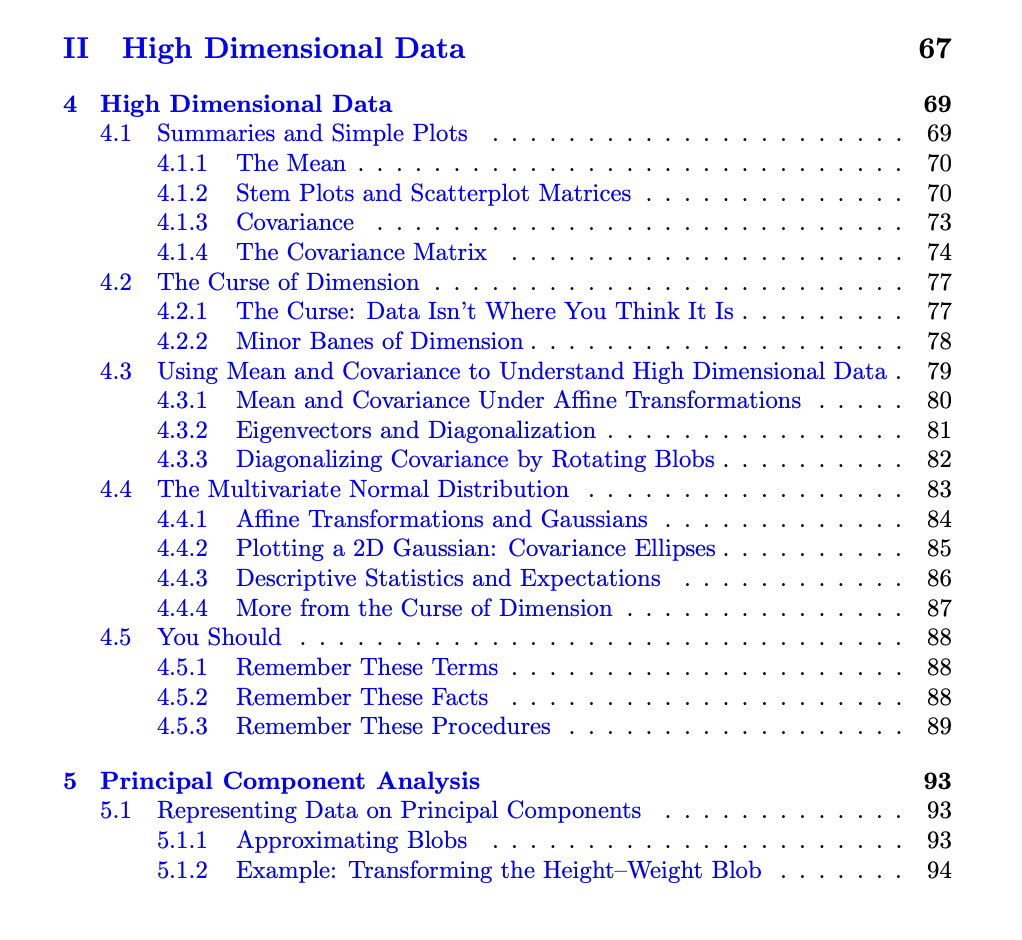 II High Dimensional Data 67
4 High Dimensional Data 69
4.1 Summaries and Simple Plots . . . . . . . . . . . . . . . . . . . . . . 69
4.1.1 The Mean . . . . . . . . . . . . . . . . . . . . . . . . . . . . . 70
4.1.2 Stem Plots and Scatterplot Matrices . . . . . . . . . . . . . . 70
4.1.3 Covariance . . . . . . . . . . . . . . . . . . . . . . . . . . . . 73
4.1.4 The Covariance Matrix . . . . . . . . . . . . . . . . . . . . . 74
4.2 The Curse of Dimension . . . . . . . . . . . . . . . . . . . . . . . . . 77
4.2.1 The Curse: Data Isn't Where You Think It Is . . . . . . . . . 77
4.2.2 Minor Banes of Dimension . . . . . . . . . . . . . . . . . . . . 78
4.3 Using Mean and Covariance to Understand High Dimensional Data . 79
4.3.1 Mean and Covariance Under Affine Transformations . . . . . 80
4.3.2 Eigenvectors and Diagonalization . . . . . . . . . . . . . . . . 81
4.3.3 Diagonalizing Covariance by Rotating Blobs . . . . . . . . . . 82
4.4 The Multivariate Normal Distribution . . . . . . . . . . . . . . . . . 83
4.4.1 Affine Transformations and Gaussians . . . . . . . . . . . . . 84
4.4.2 Plotting a 2D Gaussian: Covariance Ellipses . . . . . . . . . . 85
4.4.3 Descriptive Statistics and Expectations . . . . . . . . . . . . 86
4.4.4 More from the Curse of Dimension . . . . . . . . . . . . . . . 87
4.5 You Should . . . . . . . . . . . . . . . . . . . . . . . . . . . . . . . . 88
4.5.1 Remember These Terms . . . . . . . . . . . . . . . . . . . . . 88
4.5.2 Remember These Facts . . . . . . . . . . . . . . . . . . . . . 88
4.5.3 Remember These Procedures . . . . . . . . . . . . . . . . . . 89
5 Principal Component Analysis 93
5.1 Representing Data on Principal Components . . . . . . . . . . . . . 93
5.1.1 Approximating Blobs . . . . . . . . . . . . . . . . . . . . . . 93
5.1.2 Example: Transforming the Height–Weight Blob . . . . . . . 94